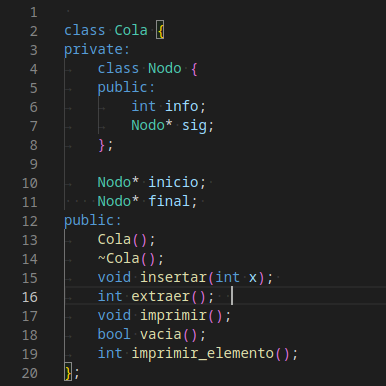 1
2 class Cola {
3 private:
4 class Nodo {
5 public:
6 int info;
7 Nodo* sig;
8 };
9
10 Nodo* inicio;
11 Nodo* final;
12 public:
13 Cola();
14 ~Cola();
15 void insertar(int x);
16 int extraer();
17 void imprimir();
18 bool vacia();
19 int imprimir_elemento();
20 };